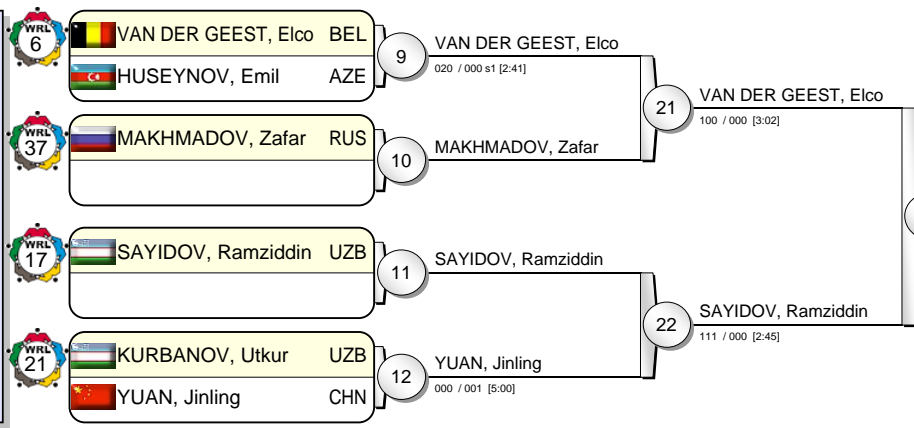 WRL
6
VAN DER GEEST, Elco BEL
HUSEYNOV, Emil AZE
9
VAN DER GEEST, Elco
020 / 000 s1 [2:41]
WRL
37
MAKHMADOV, Zafar RUS
10
MAKHMADOV, Zafar
21
VAN DER GEEST, Elco
100 / 000 [3:02]
WRL
17
SAYIDOV, Ramziddin UZB
11
SAYIDOV, Ramziddin
WRL
21
KURBANOV, Utkur UZB
YUAN, Jinling CHN
12
YUAN, Jinling
000 / 001 [5:00]
22
SAYIDOV, Ramziddin
111 / 000 [2:45]